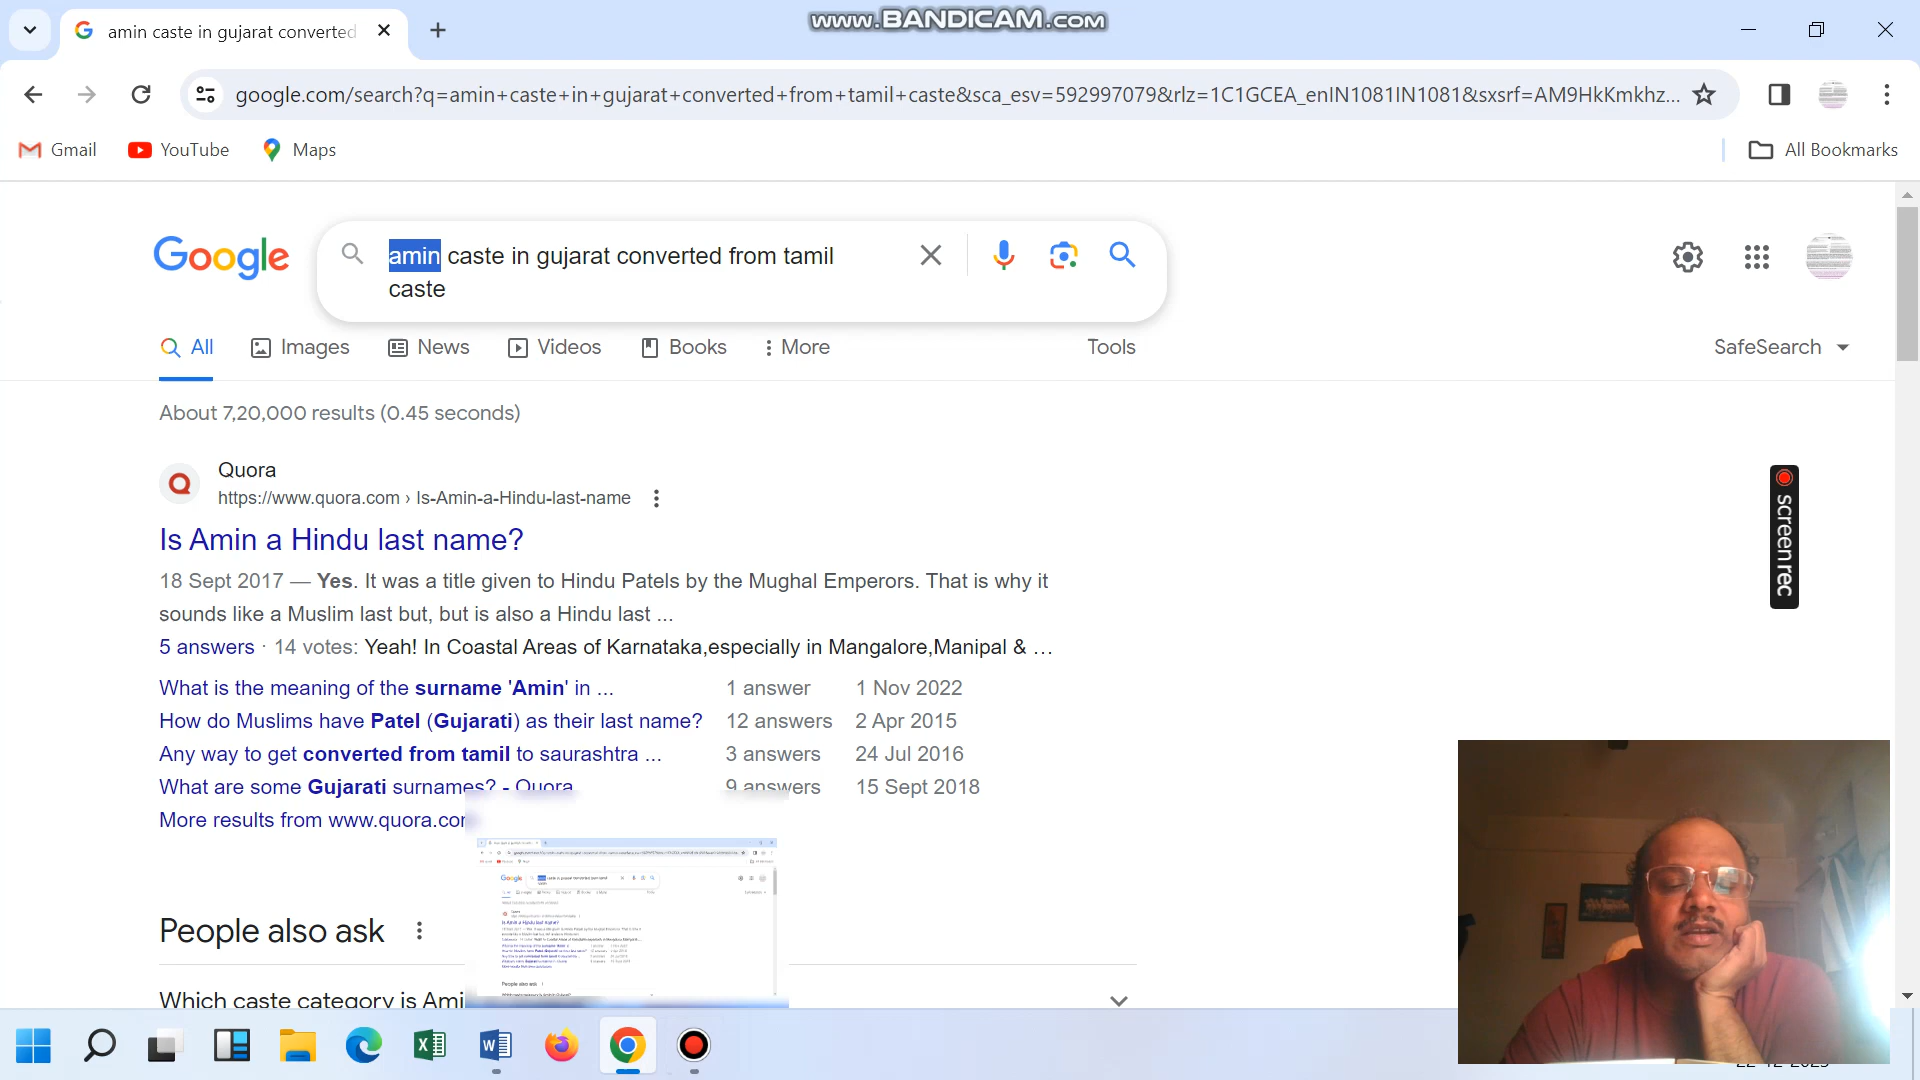 amin caste in gujarat converted
www.BANDICAM.com
google.com/search?q=amin+caste+in+gujarat+converted+from+tamil+caste&sca_esv=592997079&rlz=1C1GCEA_enIN1081IN1081&sxsrf=AM9HkKmkhz...
Gmail
YouTube
Maps
All Bookmarks
Google
amin caste in gujarat converted from tamil
caste
All
Images
News
Videos
Books
More
Tools
SafeSearch
About 7,20,000 results (0.45 seconds)
Quora
https://www.quora.com › Is-Amin-a-Hindu-last-name
Is Amin a Hindu last name?
18 Sept 2017 — Yes. It was a title given to Hindu Patels by the Mughal Emperors. That is why it
sounds like a Muslim last but, but is also a Hindu last ...
5 answers · 14 votes: Yeah! In Coastal Areas of Karnataka,especially in Mangalore,Manipal & ...
What is the meaning of the surname 'Amin' in ... 1 answer 1 Nov 2022
How do Muslims have Patel (Gujarati) as their last name? 12 answers 2 Apr 2015
Any way to get converted from tamil to saurashtra ... 3 answers 24 Jul 2016
What are some Gujarati surnames? - Quora 9 answers 15 Sept 2018
More results from www.quora.com
People also ask
Which caste category is Ami
screenrec